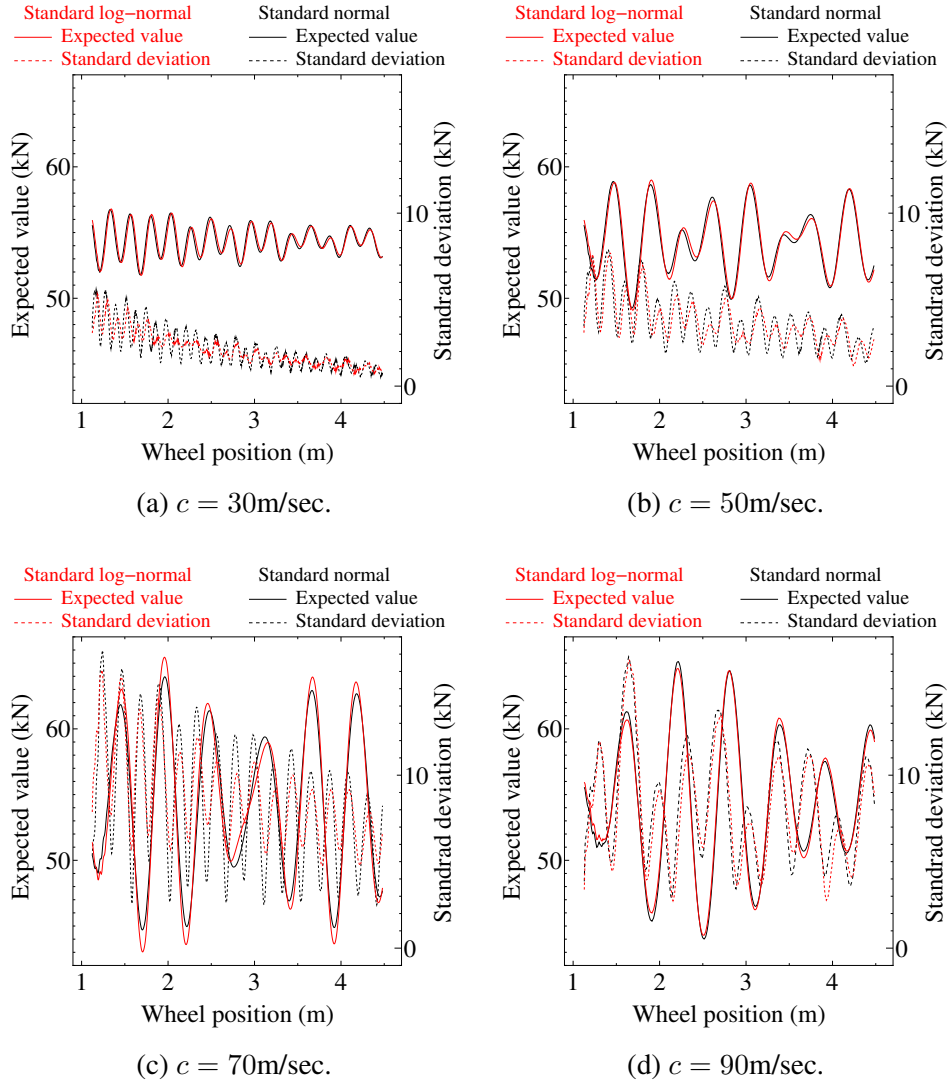 Standard log−normal Standard normal
Expected value Expected value
Standard deviation Standard deviation
Expected value (kN)
60
50
Standrad deviation (kN)
10
0
1 2 3 4
Wheel position (m)
(a) c = 30m/sec.
Standard log−normal Standard normal
Expected value Expected value
Standard deviation Standard deviation
Expected value (kN)
60
50
Standrad deviation (kN)
10
0
1 2 3 4
Wheel position (m)
(b) c = 50m/sec.
Standard log−normal Standard normal
Expected value Expected value
Standard deviation Standard deviation
Expected value (kN)
60
50
Standrad deviation (kN)
10
0
1 2 3 4
Wheel position (m)
(c) c = 70m/sec.
Standard log−normal Standard normal
Expected value Expected value
Standard deviation Standard deviation
Expected value (kN)
60
50
Standrad deviation (kN)
10
0
1 2 3 4
Wheel position (m)
(d) c = 90m/sec.